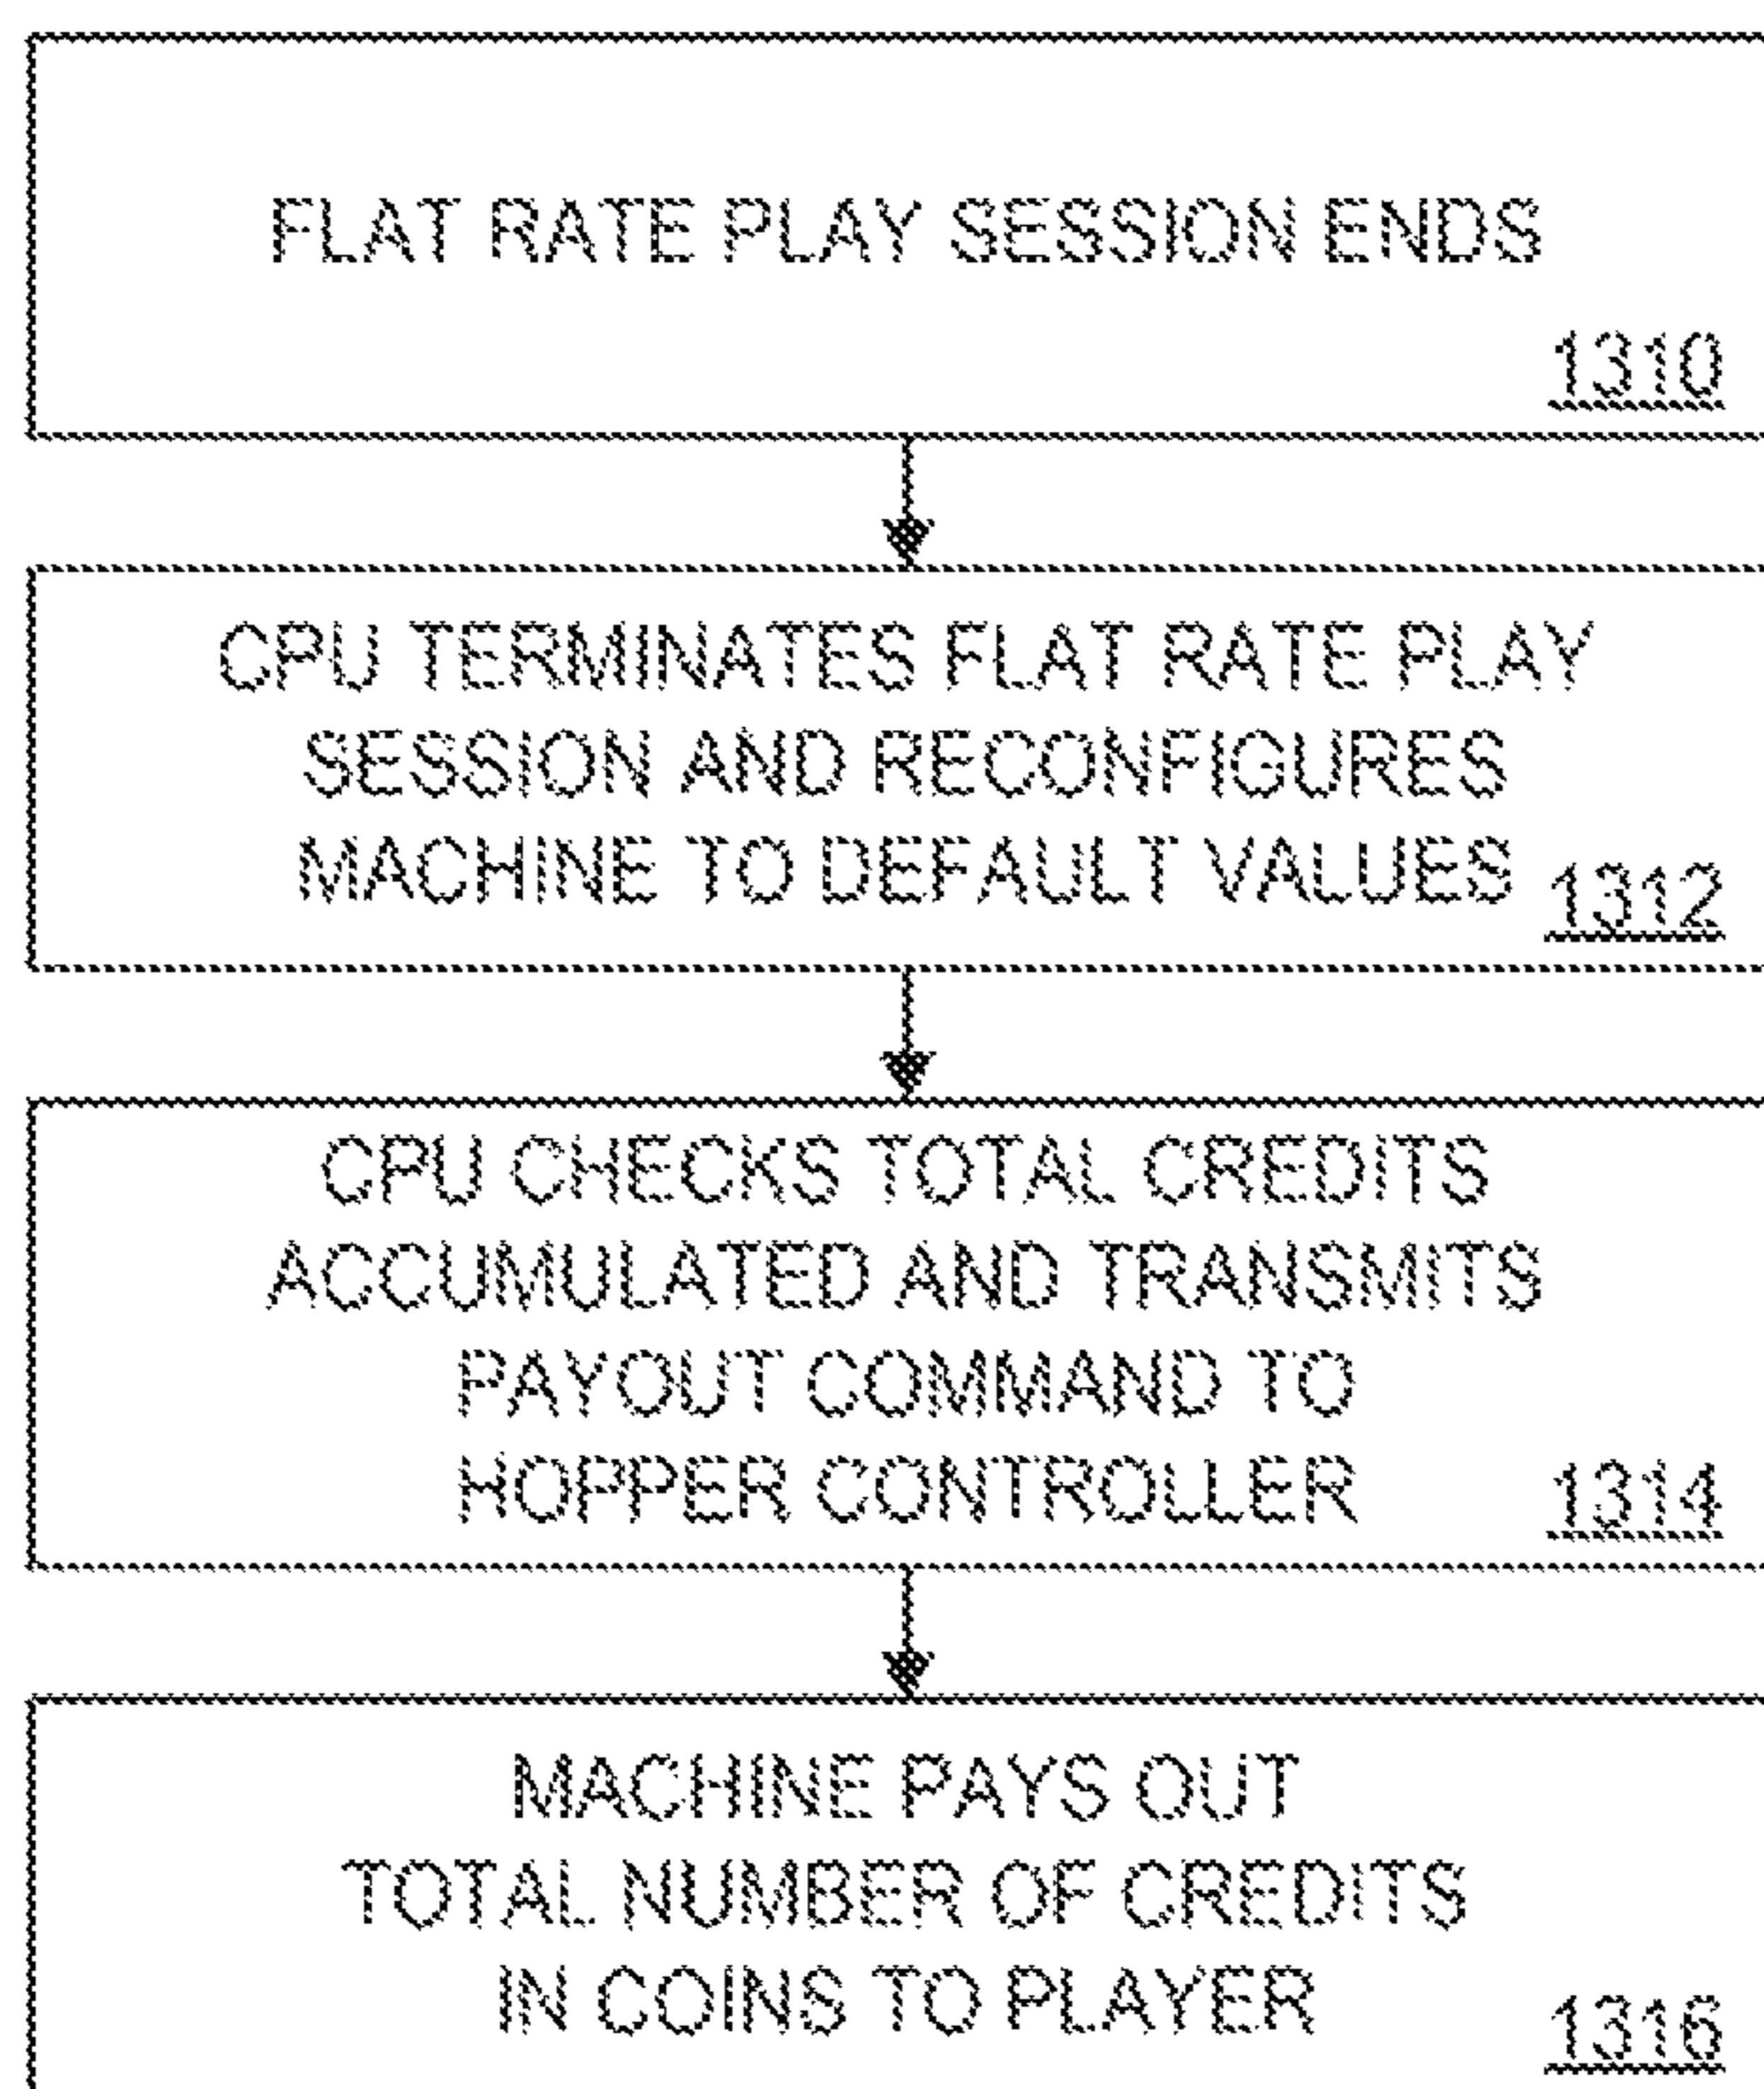 FLAT RATE PLAY SESSION ENDS
1310
CPU TERMINATES FLAT RATE PLAY
SESSION AND RECONFIGURES
MACHINE TO DEFAULT VALUES
1312
CPU CHECKS TOTAL CREDITS
ACCUMULATED AND TRANSMITS
PAYOUT COMMAND TO
HOPPER CONTROLLER
1314
MACHINE PAYS OUT
TOTAL NUMBER OF CREDITS
IN COINS TO PLAYER
1316